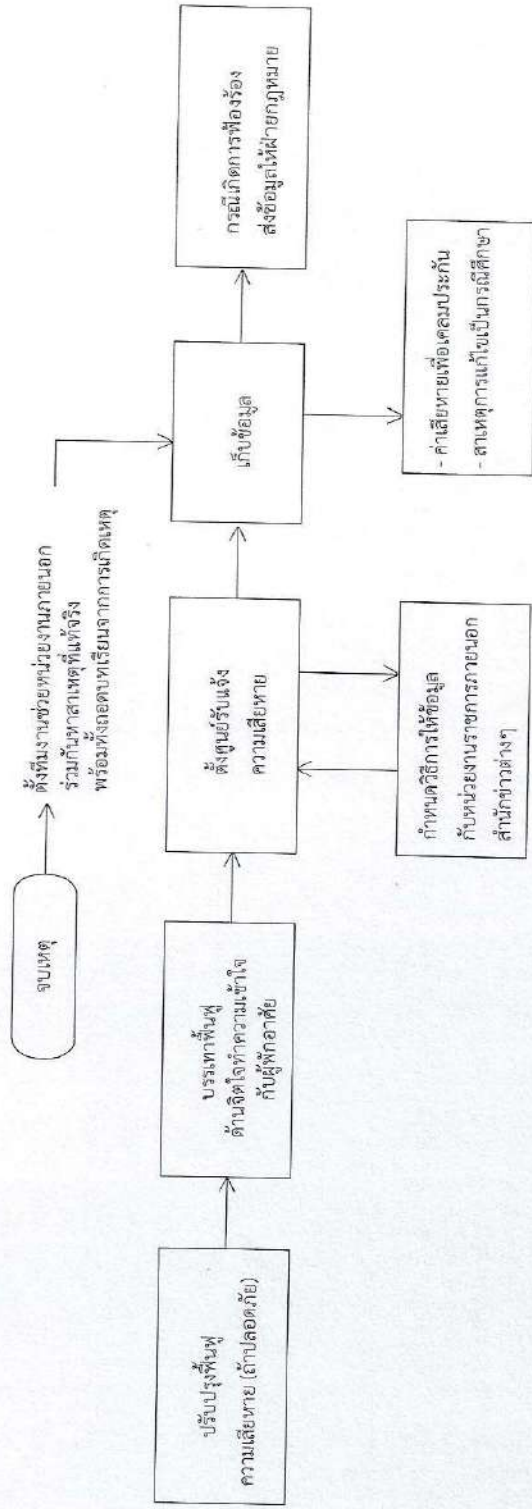 จบเหตุ
ตั้งทีมงานช่วยหน่วยงานภายนอก
ร่วมกันหาสาเหตุที่แท้จริง
พร้อมทั้งถอดบทเรียนจากการเกิดเหตุ
ปรับปรุงฟื้นฟู
ความเสียหาย (ถ้าปลอดภัย)
บรรเทาฟื้นฟู
ด้านจิตใจทำความเข้าใจ
กับผู้พักอาศัย
ตั้งศูนย์รับแจ้ง
ความเสียหาย
เก็บข้อมูล
กรณีเกิดการฟ้องร้อง
ส่งข้อมูลให้ฝ่ายกฎหมาย
กำหนดวิธีการให้ข้อมูล
กับหน่วยงานราชการภายนอก
สำนักข่าวต่างๆ
- ค่าเสียหายเพื่อเคลมประกัน
- สาเหตุการแก้ไขเป็นกรณีศึกษา